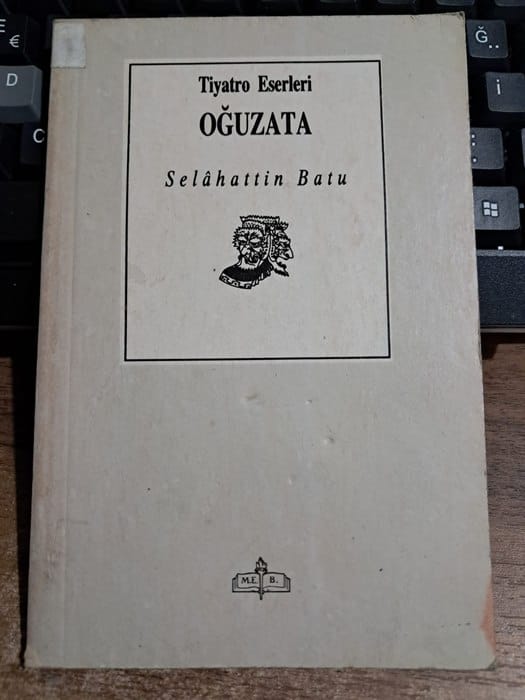 Tiyatro Eserleri
OĞUZATA
Selâhattin Batu
M.E. B.
E
€
D
C
Ğ
İ